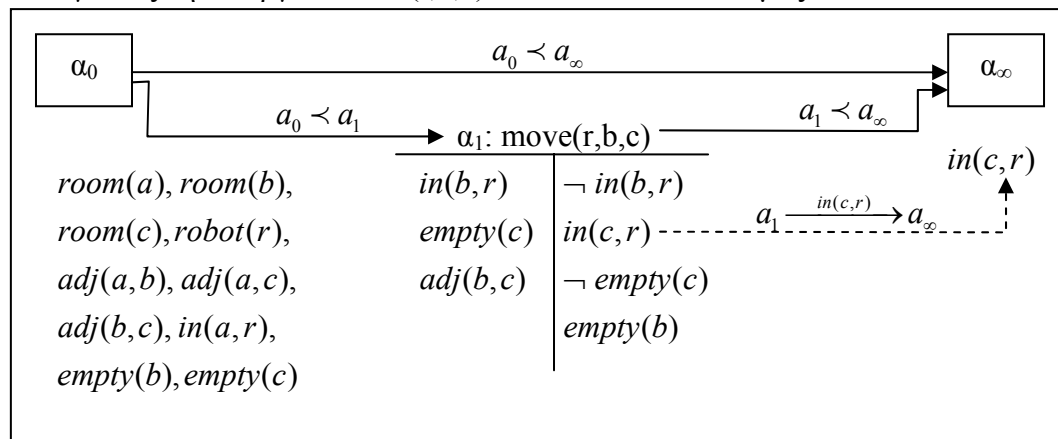 α₀
a₀ ≺ a∞
α∞
a₀ ≺ a₁
a₁ ≺ a∞
α₁: move(r,b,c)
in(c,r)
room(a), room(b),
room(c), robot(r),
adj(a,b), adj(a,c),
adj(b,c), in(a,r),
empty(b), empty(c)
in(b,r)
empty(c)
adj(b,c)
¬ in(b,r)
in(c,r)
¬ empty(c)
empty(b)
a₁ —in(c,r)→ a∞